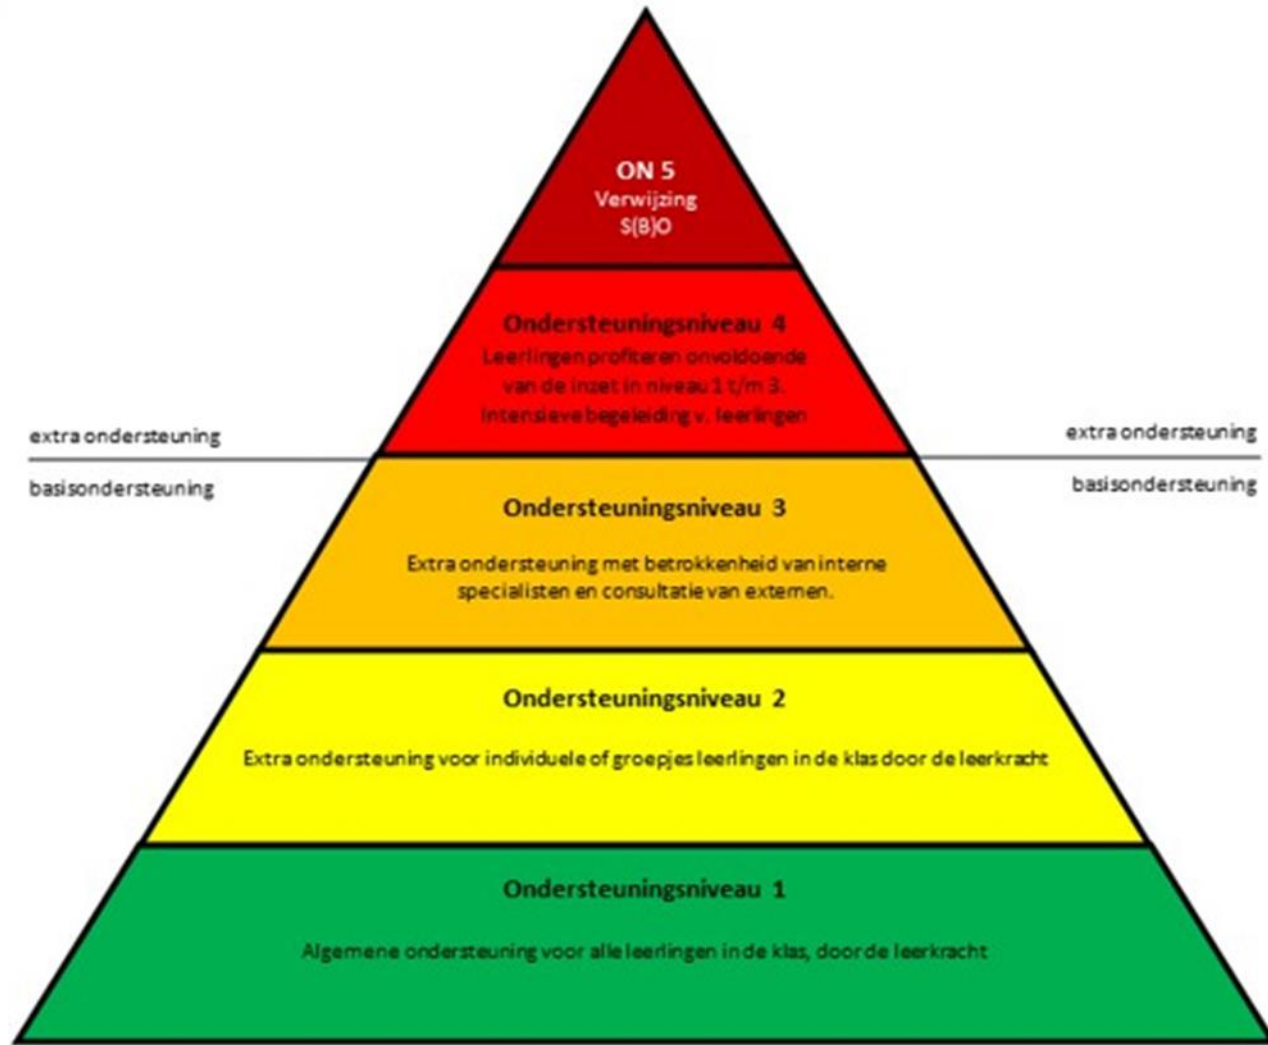 ON 5
Verwijzing
S(B)O
Ondersteuningsniveau 4
Leerlingen profiteren onvoldoende
van de inzet in niveau 1 t/m 3.
Intensieve begeleiding v. leerlingen
extra ondersteuning
extra ondersteuning
basisondersteuning
basisondersteuning
Ondersteuningsniveau 3
Extra ondersteuning met betrokkenheid van interne
specialisten en consultatie van externen.
Ondersteuningsniveau 2
Extra ondersteuning voor individuele of groepjes leerlingen in de klas door de leerkracht
Ondersteuningsniveau 1
Algemene ondersteuning voor alle leerlingen in de klas, door de leerkracht